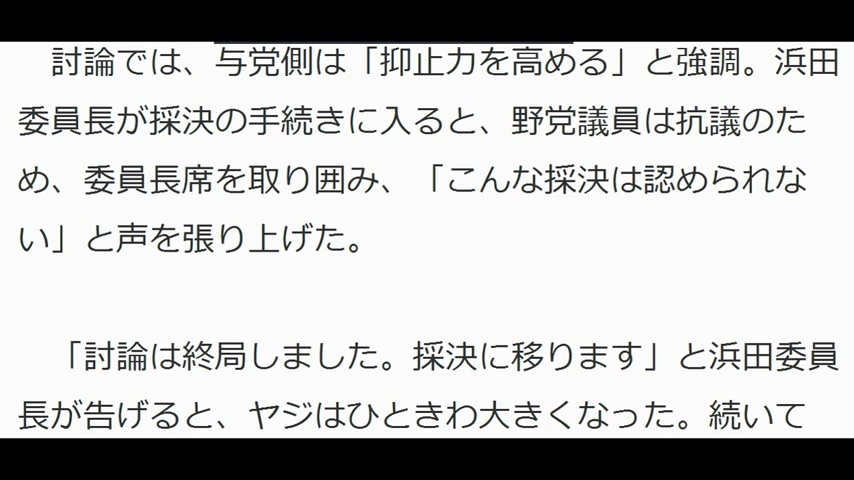 討論では、与党側は「抑止力を高める」と強調。浜田
委員長が採決の手続きに入ると、野党議員は抗議のた
め、委員長席を取り囲み、「こんな採決は認められな
い」と声を張り上げた。
「討論は終局しました。採決に移ります」と浜田委員
長が告げると、ヤジはひときわ大きくなった。続いて